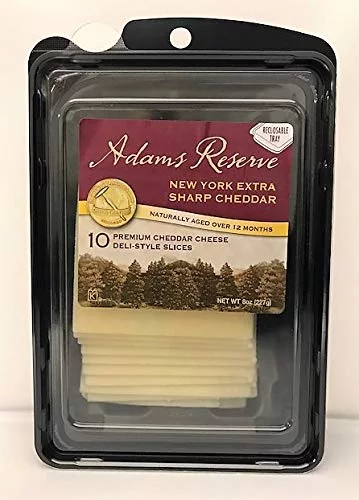 RECLOSABLE
TRAY
Adams Reserve
NEW YORK EXTRA
SHARP CHEDDAR
NATURALLY AGED OVER 12 MONTHS
10 PREMIUM CHEDDAR CHEESE
DELI-STYLE SLICES
K
NET WT 8oz (227g)